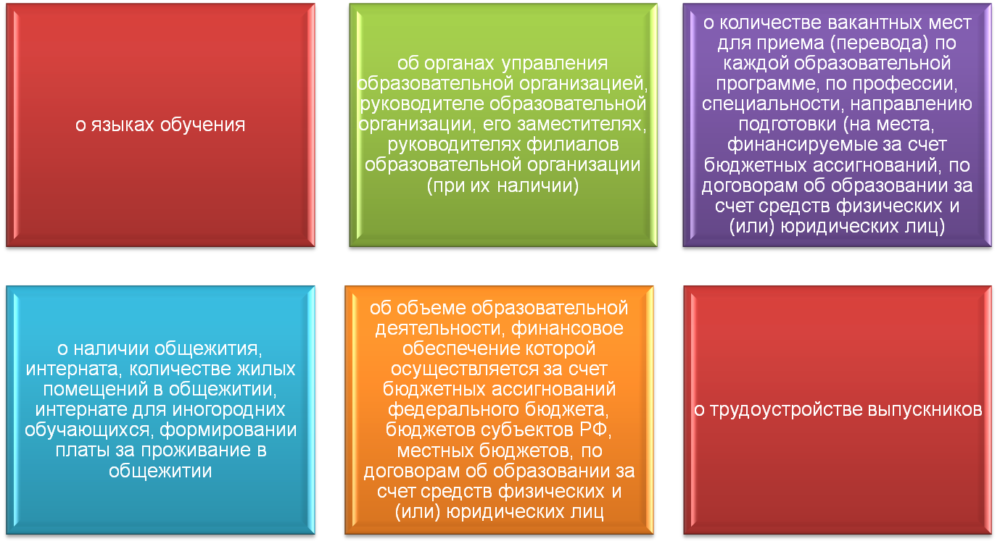 о языках обучения
об органах управления
образовательной организацией,
руководителе образовательной
организации, его заместителях,
руководителях филиалов
образовательной организации
(при их наличии)
о количестве вакантных мест
для приема (перевода) по
каждой образовательной
программе, по профессии,
специальности, направлению
подготовки (на места,
финансируемые за счет
бюджетных ассигнований, по
договорам об образовании за
счет средств физических и
(или) юридических лиц)
о наличии общежития,
интерната, количестве жилых
помещений в общежитии,
интернате для иногородних
обучающихся, формировании
платы за проживание в
общежитии
об объеме образовательной
деятельности, финансовое
обеспечение которой
осуществляется за счет
бюджетных ассигнований
федерального бюджета,
бюджетов субъектов РФ,
местных бюджетов, по
договорам об образовании за
счет средств физических и
(или) юридических лиц
о трудоустройстве выпускников